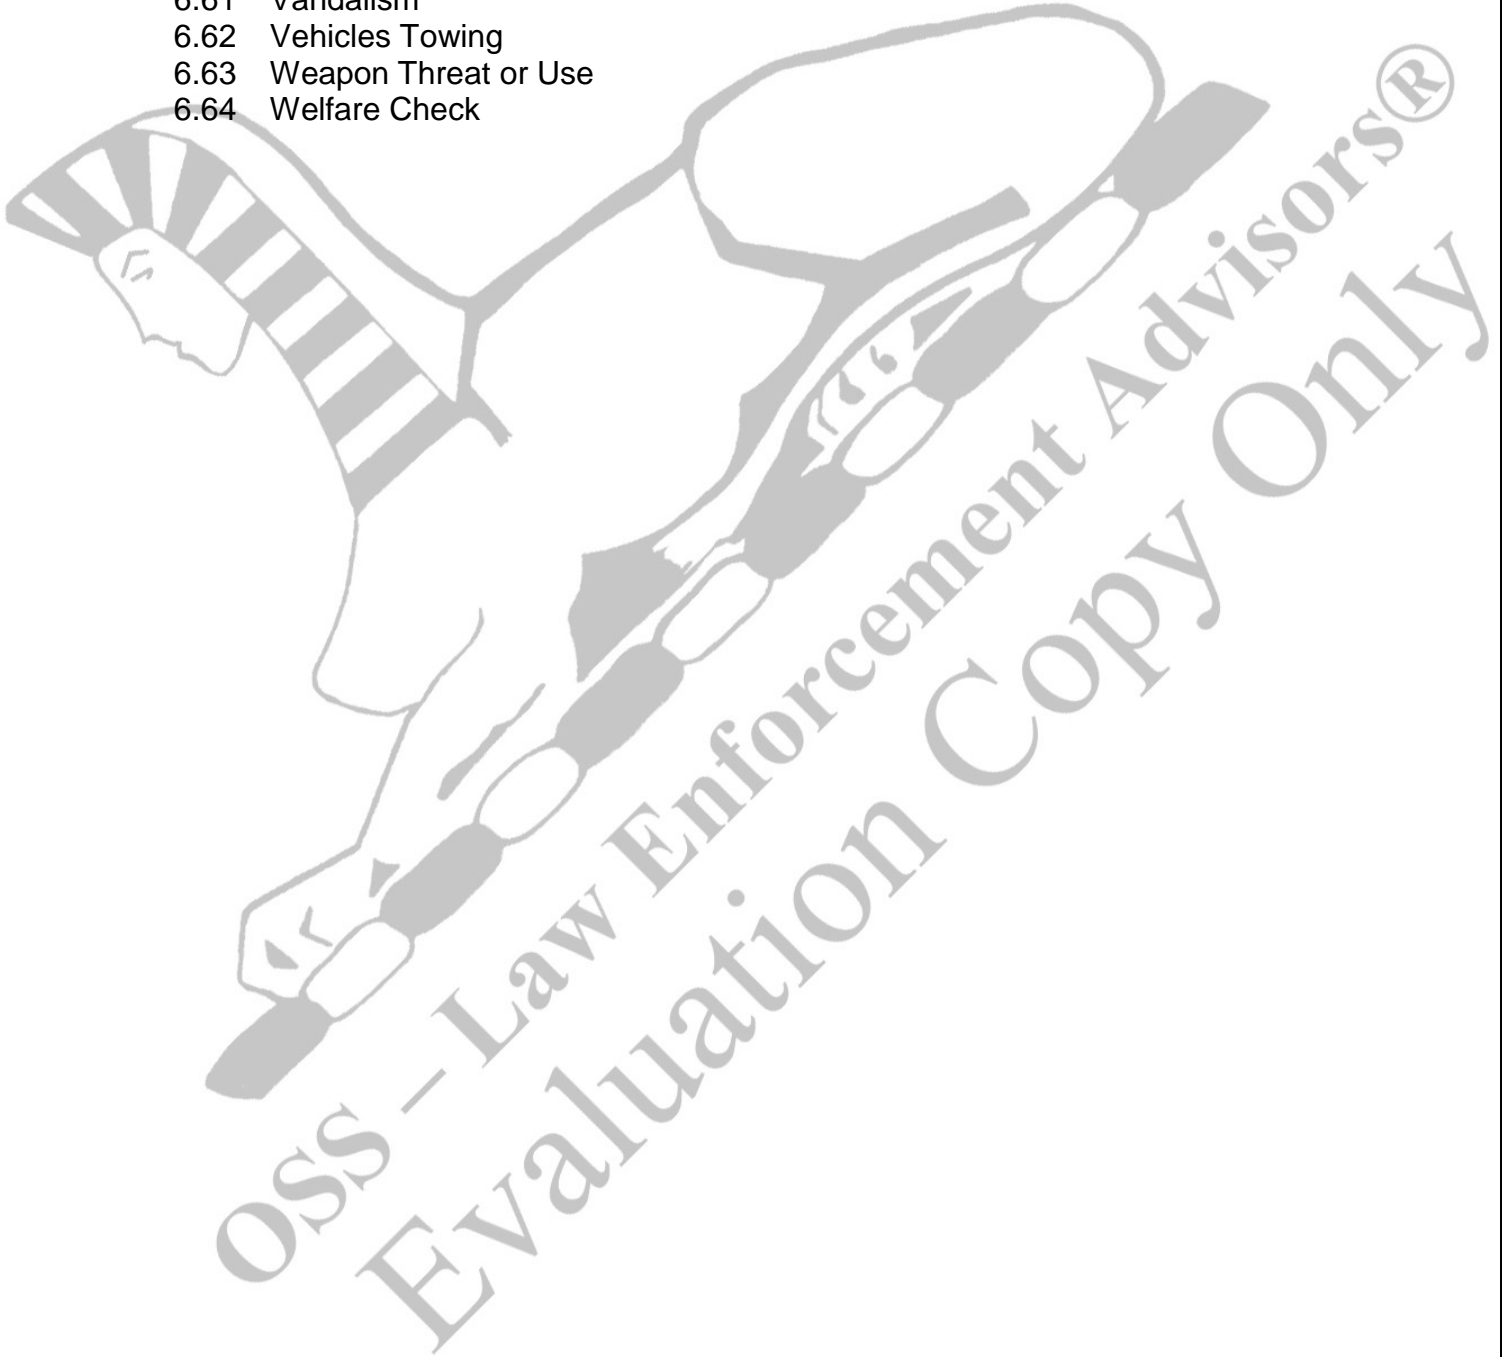 6.61 Vandalism
6.62 Vehicles Towing
6.63 Weapon Threat or Use
6.64 Welfare Check
OSS – Law Enforcement Advisors®
Evaluation Copy Only